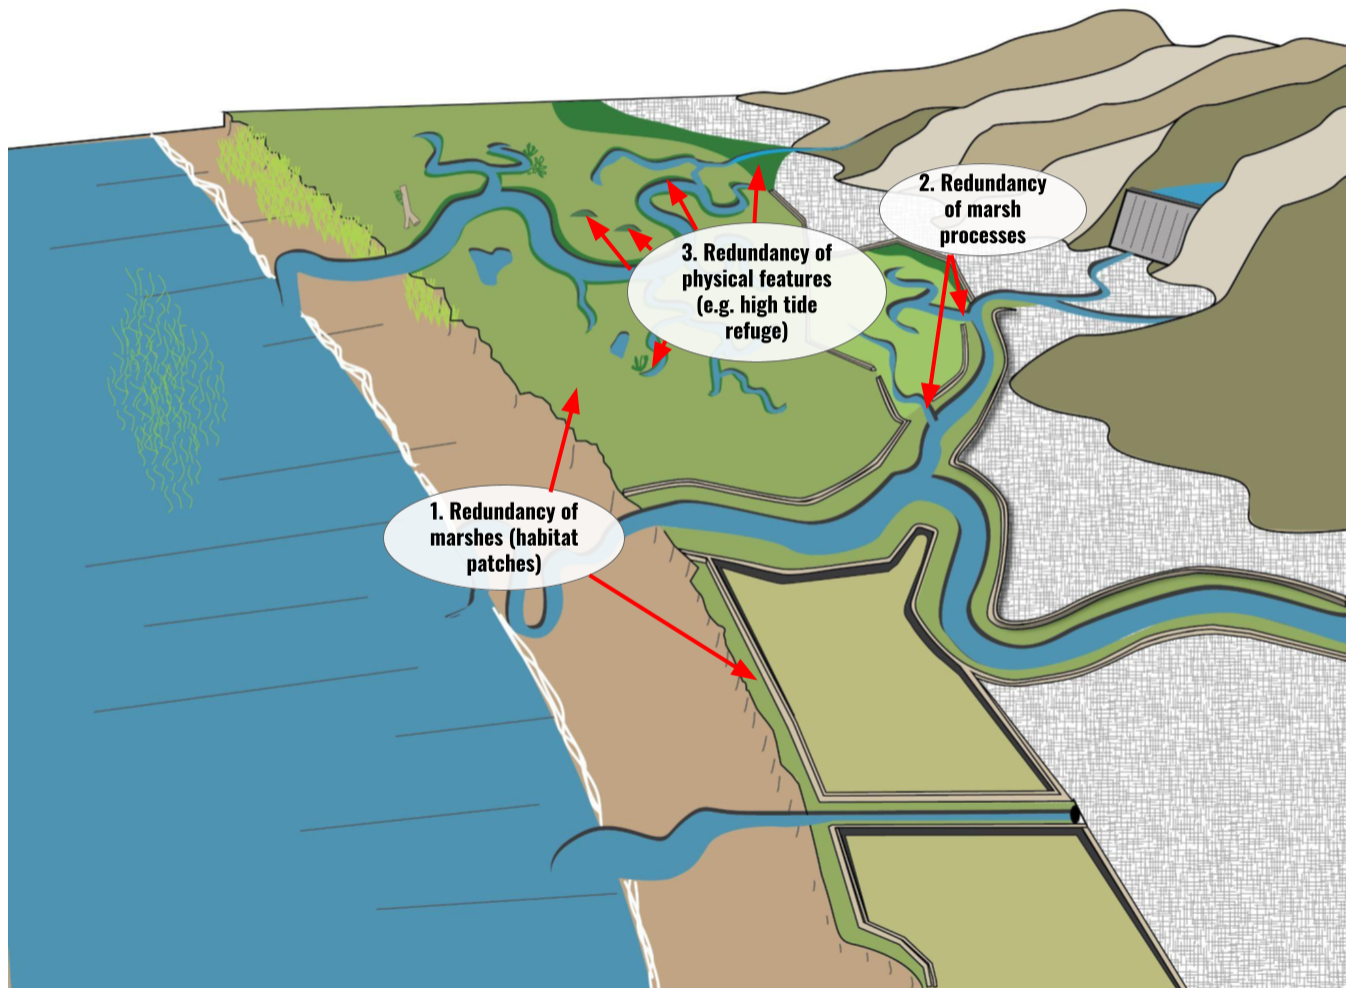 2. Redundancy
of marsh
processes
3. Redundancy of
physical features
(e.g. high tide
refuge)
1. Redundancy of
marshes (habitat
patches)